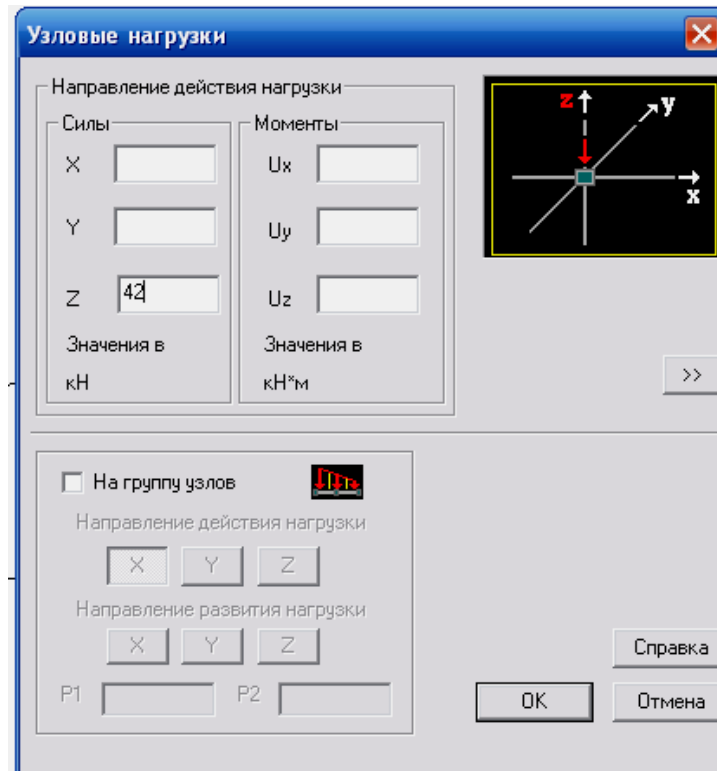 Узловые нагрузки
Направление действия нагрузки
Силы
Моменты
X
Ux
Y
Uy
Z 42
Uz
Значения в
Значения в
кН
кН*м
z
y
x
>>
На группу узлов
Направление действия нагрузки
X Y Z
Направление развития нагрузки
X Y Z
P1 P2
Справка
OK
Отмена